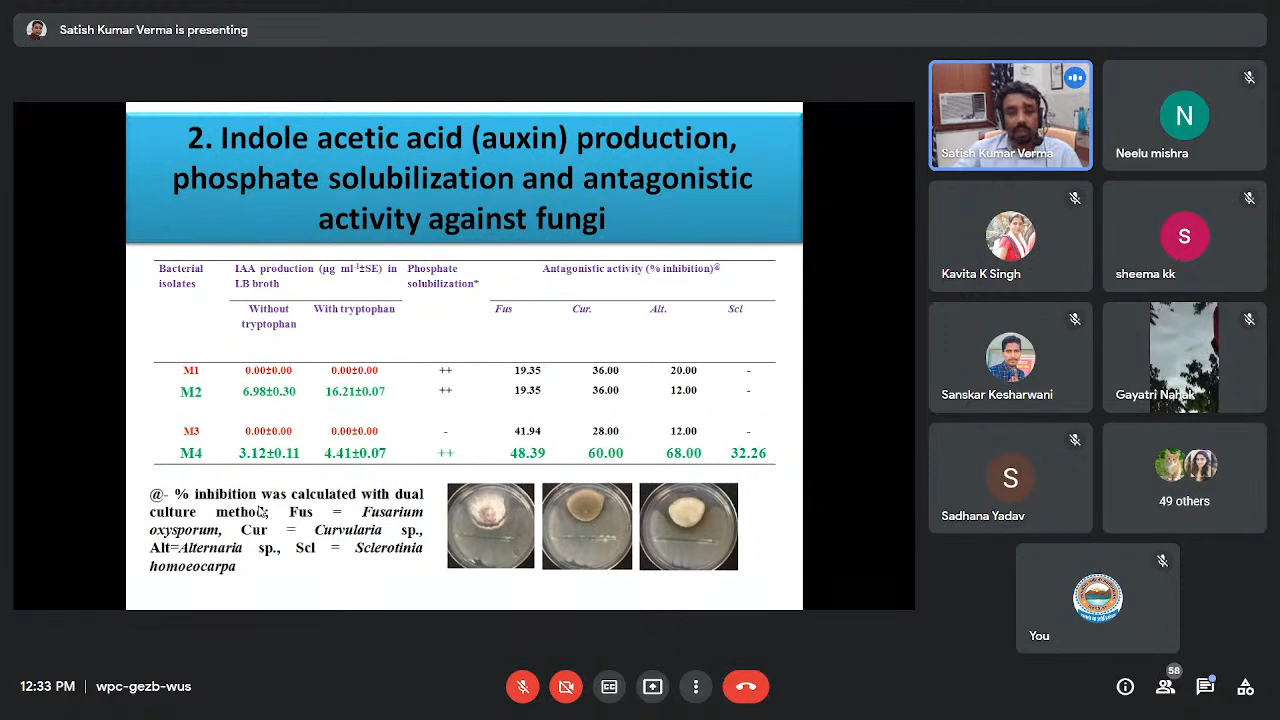 Satish Kumar Verma is presenting
2. Indole acetic acid (auxin) production,
phosphate solubilization and antagonistic
activity against fungi
Bacterial isolates
IAA production (µg ml⁻¹±SE) in LB broth
Phosphate solubilization*
Antagonistic activity (% inhibition)@
Without tryptophan
With tryptophan
Fus Cur. Alt. Scl
M1 0.00±0.00 0.00±0.00 ++ 19.35 36.00 20.00 -
M2 6.98±0.30 16.21±0.07 ++ 19.35 36.00 12.00 -
M3 0.00±0.00 0.00±0.00 - 41.94 28.00 12.00 -
M4 3.12±0.11 4.41±0.07 ++ 48.39 60.00 68.00 32.26
@- % inhibition was calculated with dual
culture method; Fus = Fusarium
oxysporum, Cur = Curvularia sp.,
Alt=Alternaria sp., Scl = Sclerotinia
homoeocarpa
Satish Kumar Verma
N
Neelu mishra
Kavita K Singh
S
sheema kk
Sanskar Kesharwani
Gayatri Nahak
S
Sadhana Yadav
49 others
You
12:33 PM | wpc-gezb-wus
58